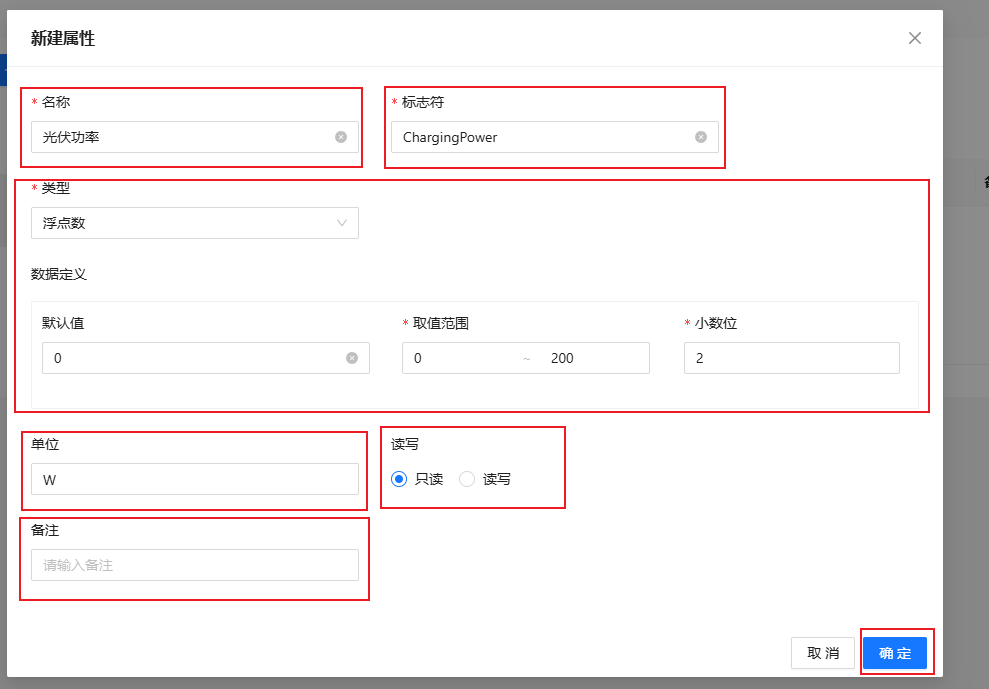 新建属性
* 名称
* 标志符
光伏功率
ChargingPower
* 类型
浮点数
数据定义
默认值
* 取值范围
* 小数位
0
0 ~ 200
2
单位
读写
W
只读 读写
备注
请输入备注
取 消
确 定